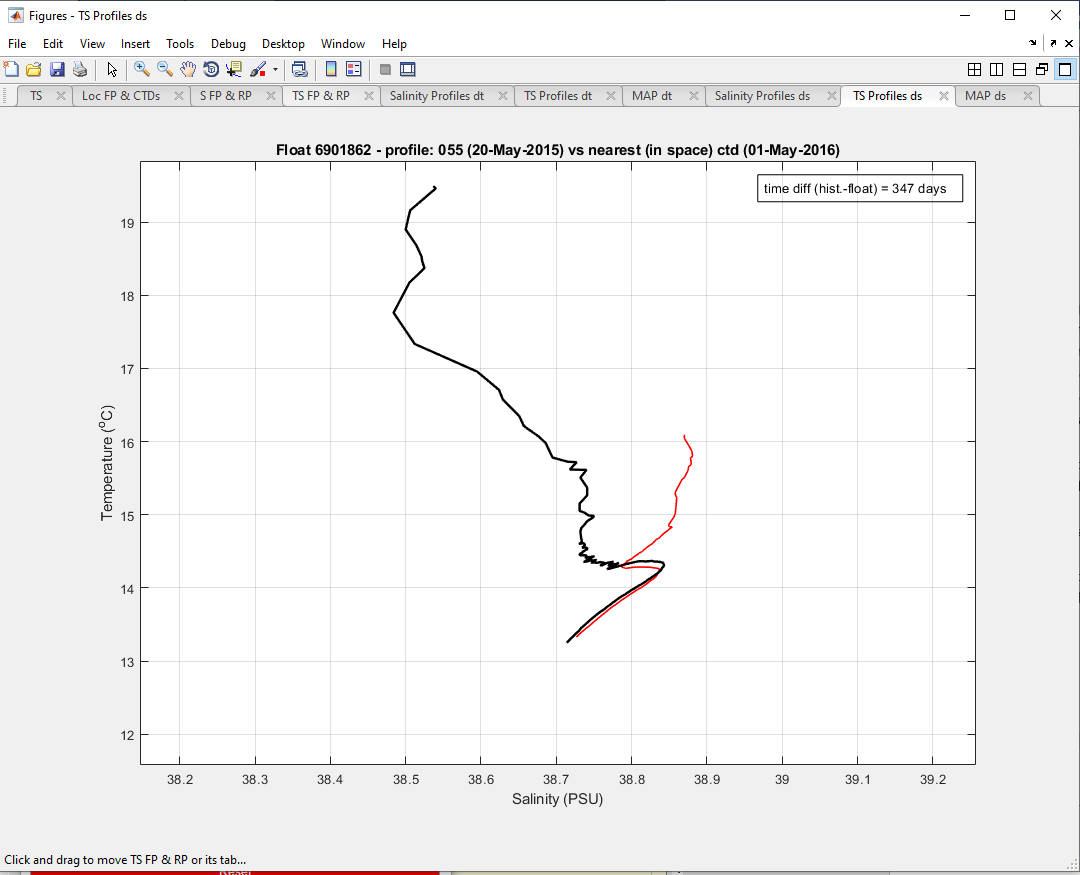 Figures - TS Profiles ds
File Edit View Insert Tools Debug Desktop Window Help
TS Loc FP & CTDs S FP & RP TS FP & RP Salinity Profiles dt TS Profiles dt MAP dt Salinity Profiles ds TS Profiles ds MAP ds
Float 6901862 - profile: 055 (20-May-2015) vs nearest (in space) ctd (01-May-2016)
time diff (hist.-float) = 347 days
19
18
17
16
15
14
13
12
Temperature (°C)
38.2 38.3 38.4 38.5 38.6 38.7 38.8 38.9 39 39.1 39.2
Salinity (PSU)
Click and drag to move TS FP & RP or its tab...
Reset